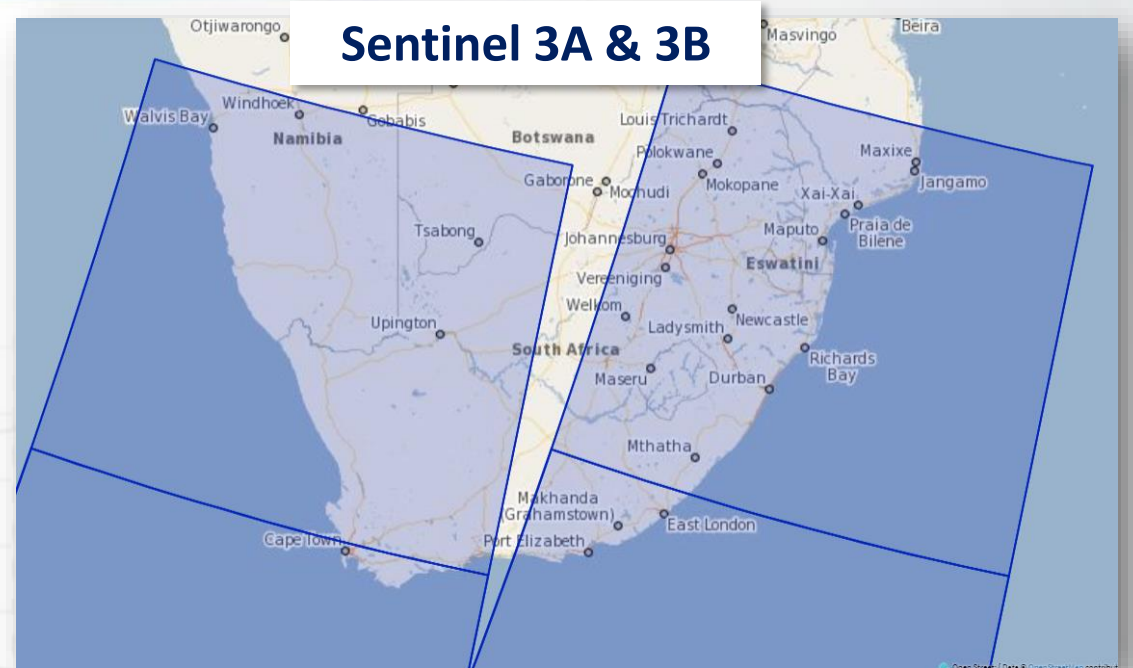 Sentinel 3A & 3B
Otjiwarongo
Masvingo
Beira
Walvis Bay
Windhoek
Gobabis
Namibia
Botswana
Louis Trichardt
Polokwane
Mokopane
Maxixe
Jangamo
Gaborone
Mochudi
Xai-Xai
Praia de
Bilene
Tsabong
Johannesburg
Maputo
Eswatini
Vereeniging
Welkom
Newcastle
Upington
Ladysmith
South Africa
Richards
Bay
Maseru
Durban
Mthatha
Makhanda
(Grahamstown)
East London
Cape Town
Port Elizabeth